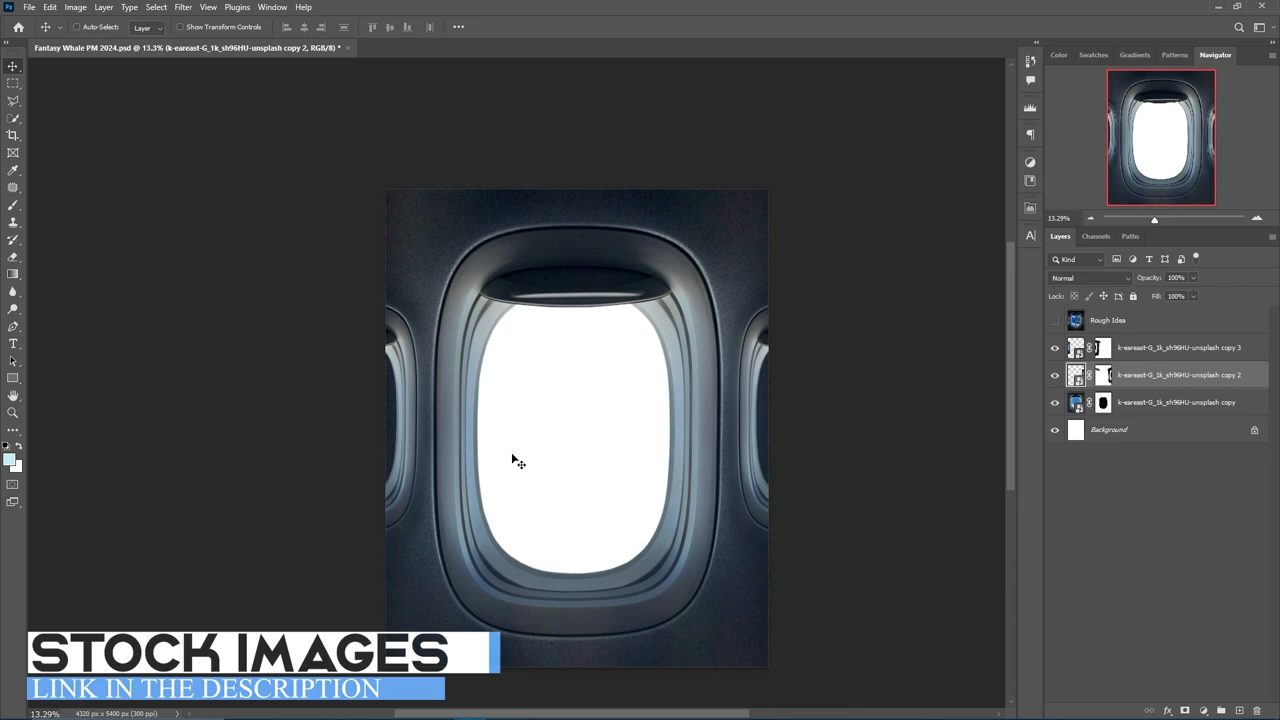 Ps File Edit Image Layer Type Select Filter View Plugins Window Help
Auto-Select: Layer Show Transform Controls
Fantasy Whale PM 2024.psd @ 13.3% (k-eareast-G_1k_sh96HU-unsplash copy 2, RGB/8) *
Color Swatches Gradients Patterns Navigator
13.29%
Layers Channels Paths
Kind
Normal Opacity: 100%
Lock: Fill: 100%
Rough Idea
k-eareast-G_1k_sh96HU-unsplash copy 3
k-eareast-G_1k_sh96HU-unsplash copy 2
k-eareast-G_1k_sh96HU-unsplash copy
Background
STOCK IMAGES
LINK IN THE DESCRIPTION
13.29% 4320 px x 5400 px (300 ppi)